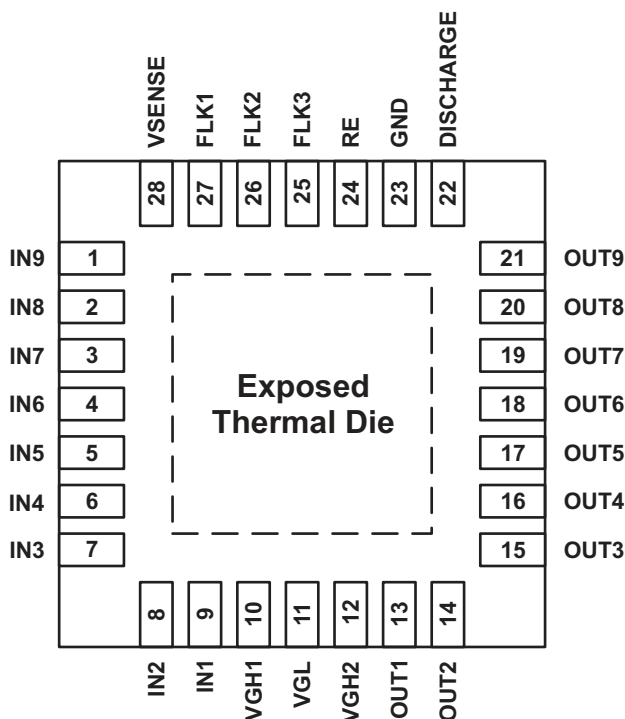 VSENSE
FLK1
FLK2
FLK3
RE
GND
DISCHARGE
28
27
26
25
24
23
22
IN9 1
21 OUT9
IN8 2
20 OUT8
IN7 3
19 OUT7
IN6 4
18 OUT6
IN5 5
17 OUT5
IN4 6
16 OUT4
IN3 7
15 OUT3
Exposed
Thermal Die
8
9
10
11
12
13
14
IN2
IN1
VGH1
VGL
VGH2
OUT1
OUT2